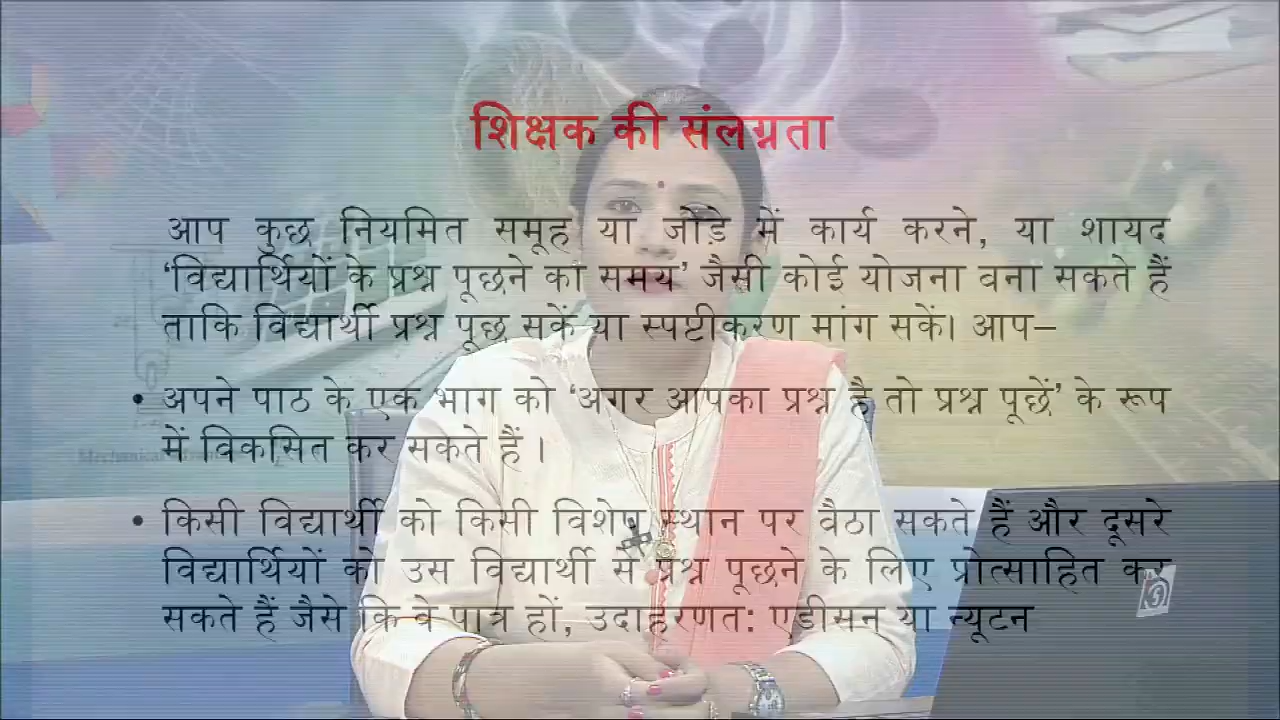 शिक्षक की संलग्नता
आप कुछ नियमित समूह या जोड़े में कार्य करने, या शायद
‘विद्यार्थियों के प्रश्न पूछने का समय’ जैसी कोई योजना बना सकते हैं
ताकि विद्यार्थी प्रश्न पूछ सकें या स्पष्टीकरण मांग सकें। आप–
• अपने पाठ के एक भाग को ‘अगर आपका प्रश्न है तो प्रश्न पूछें’ के रूप
में विकसित कर सकते हैं ।
• किसी विद्यार्थी को किसी विशेष स्थान पर बैठा सकते हैं और दूसरे
विद्यार्थियों को उस विद्यार्थी से प्रश्न पूछने के लिए प्रोत्साहित कर
सकते हैं जैसे कि वे पात्र हों, उदाहरणत: एडीसन या न्यूटन